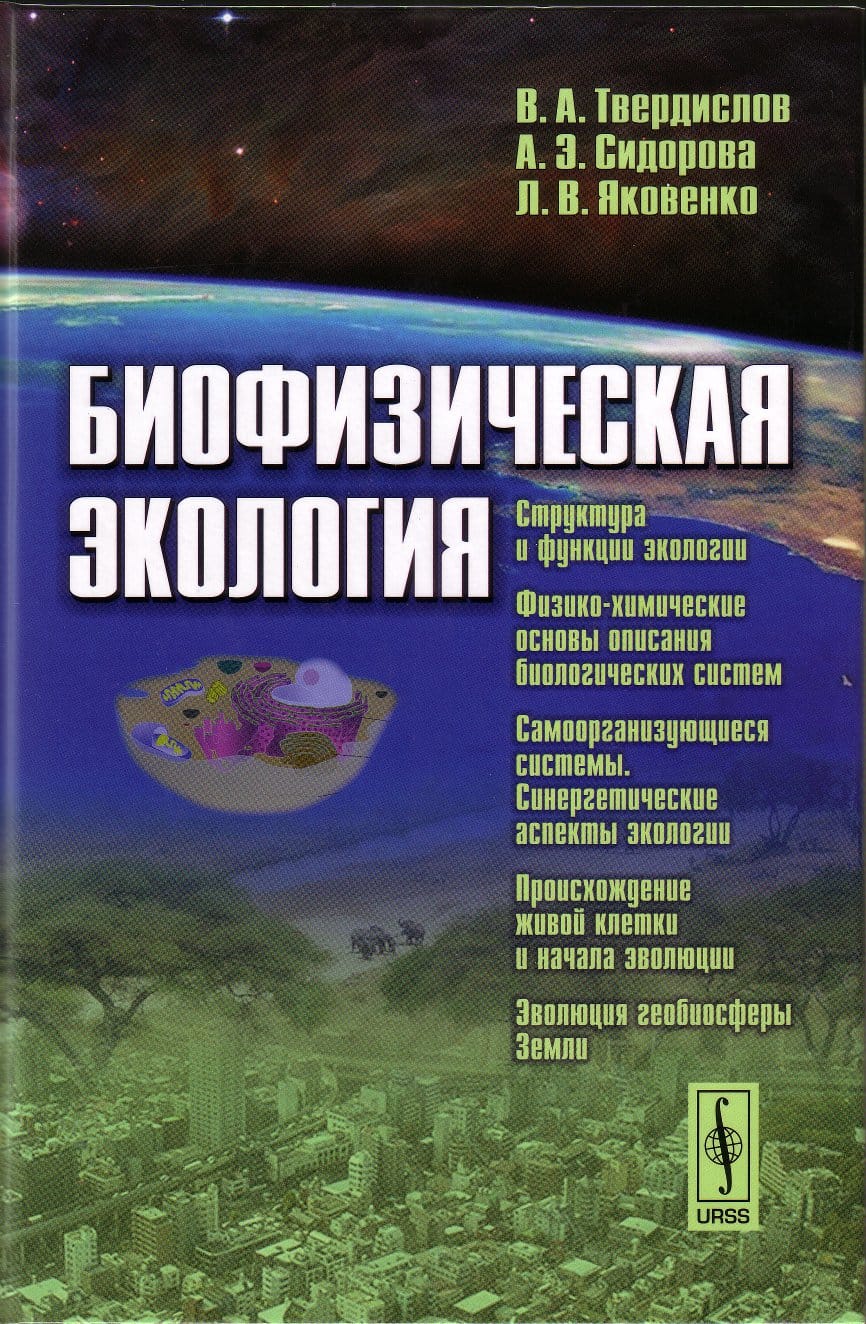 В. А. Твердислов
А. Э. Сидорова
Л. В. Яковенко
БИОФИЗИЧЕСКАЯ
ЭКОЛОГИЯ
Структура
и функции экологии
Физико-химические
основы описания
биологических систем
Самоорганизующиеся
системы.
Синергетические
аспекты экологии
Происхождение
живой клетки
и начала эволюции
Эволюция геобиосферы
Земли
URSS